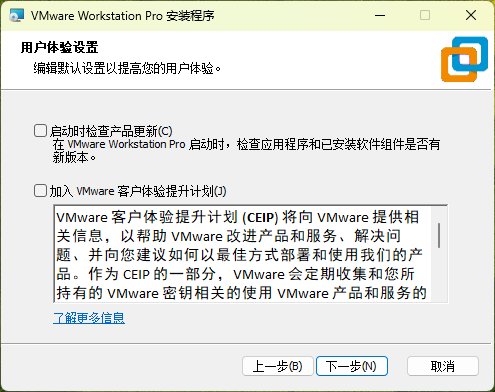 VMware Workstation Pro 安装程序
用户体验设置
编辑默认设置以提高您的用户体验。
启动时检查产品更新(C)
在 VMware Workstation Pro 启动时，检查应用程序和已安装软件组件是否有
新版本。
加入 VMware 客户体验提升计划(J)
VMware 客户体验提升计划 (CEIP) 将向 VMware 提供相
关信息，以帮助 VMware 改进产品和服务、解决问
题、并向您建议如何以最佳方式部署和使用我们的产
品。作为 CEIP 的一部分，VMware 会定期收集和您所
持有的 VMware 密钥相关的使用 VMware 产品和服务的
了解更多信息
上一步(B) 下一步(N) 取消